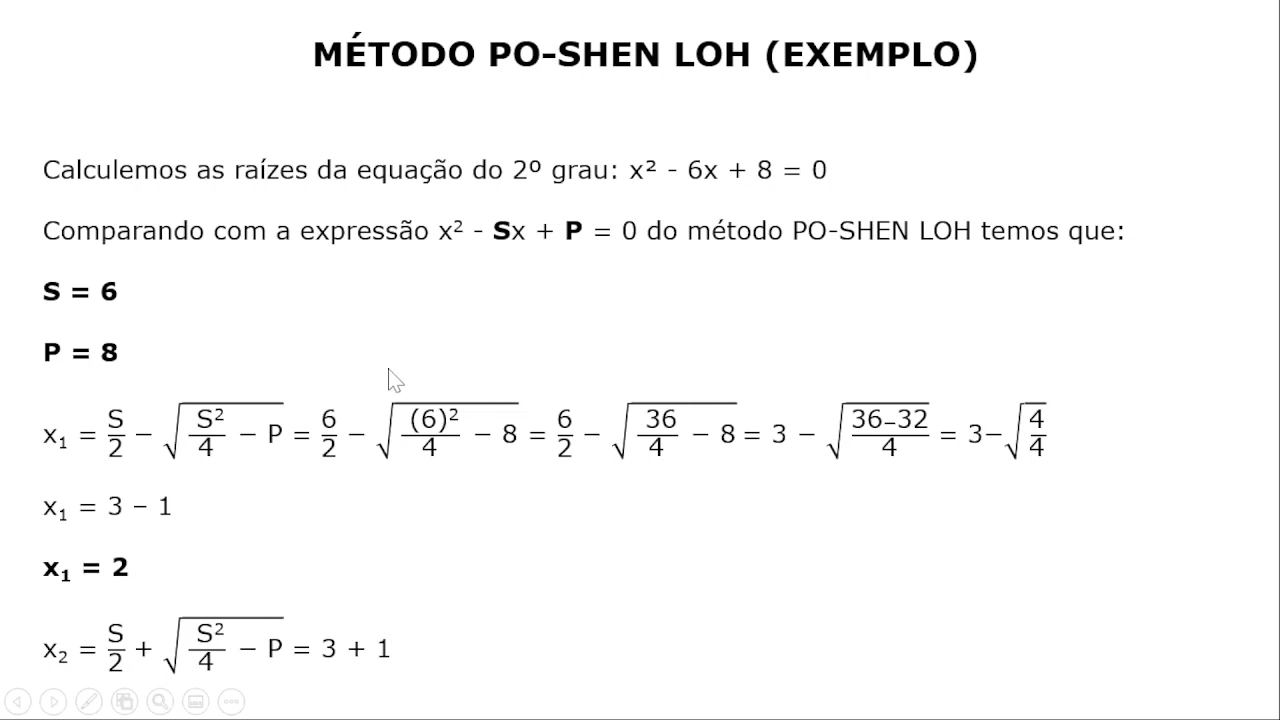 MÉTODO PO-SHEN LOH (EXEMPLO)
Calculemos as raízes da equação do 2º grau: x² - 6x + 8 = 0
Comparando com a expressão x² - Sx + P = 0 do método PO-SHEN LOH temos que:
S = 6
P = 8
x₁ = S/2 − √(S²/4 − P) = 6/2 − √((6)²/4 − 8) = 6/2 − √(36/4 − 8) = 3 − √((36−32)/4) = 3−√(4/4)
x₁ = 3 − 1
x₁ = 2
x₂ = S/2 + √(S²/4 − P) = 3 + 1